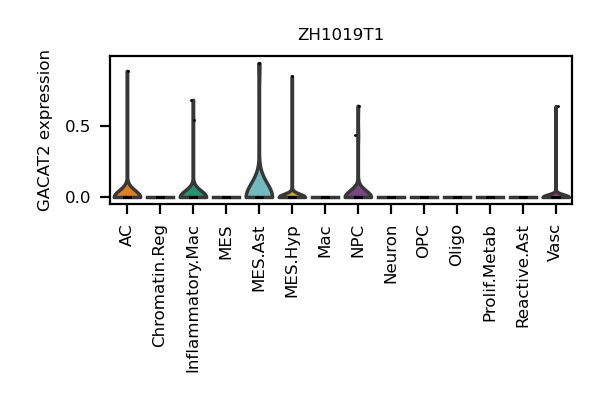 ZH1019T1
GACAT2 expression
0.5
0.0
AC
Chromatin.Reg
Inflammatory.Mac
MES
MES.Ast
MES.Hyp
Mac
NPC
Neuron
OPC
Oligo
Prolif.Metab
Reactive.Ast
Vasc